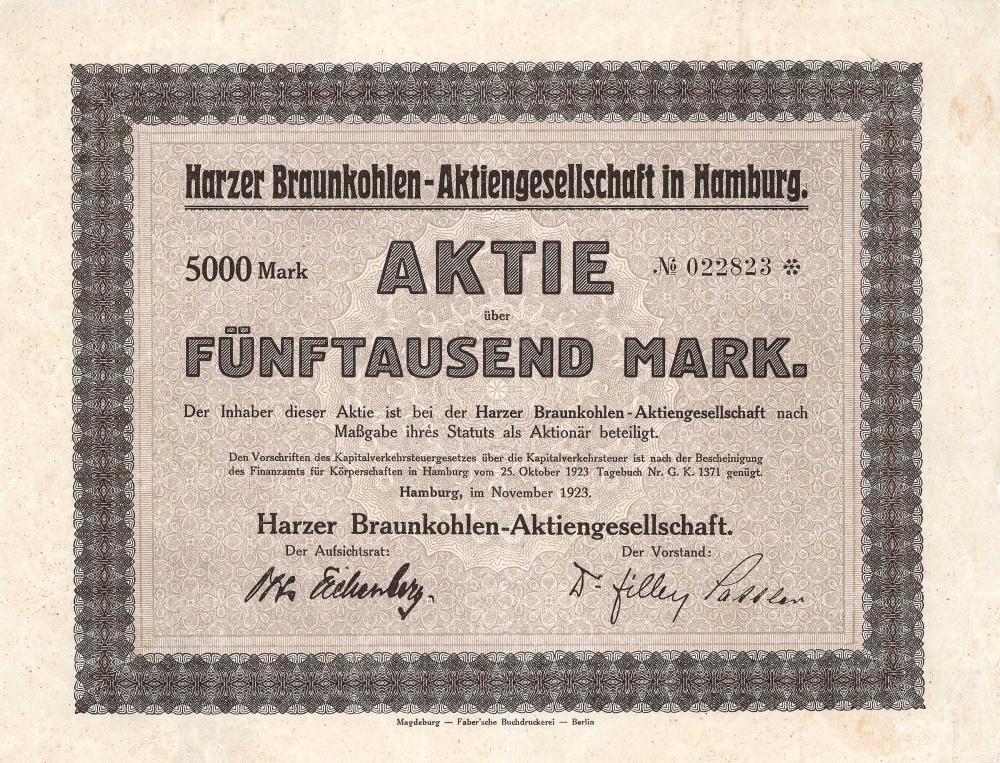 Harzer Braunkohlen-Aktiengesellschaft in Hamburg.
5000 Mark AKTIE № 022823 ❇
über
FÜNFTAUSEND MARK.
Der Inhaber dieser Aktie ist bei der Harzer Braunkohlen-Aktiengesellschaft nach
Maßgabe ihres Statuts als Aktionär beteiligt.
Den Vorschriften des Kapitalverkehrsteuergesetzes über die Kapitalverkehrsteuer ist nach der Bescheinigung
des Finanzamts für Körperschaften in Hamburg vom 25. Oktober 1923 Tagebuch Nr. G. K. 1371 genügt.
Hamburg, im November 1923.
Harzer Braunkohlen-Aktiengesellschaft.
Der Aufsichtsrat: Der Vorstand:
Eichenberg. Dr.
Magdeburg — Faber'sche Buchdruckerei — Berlin